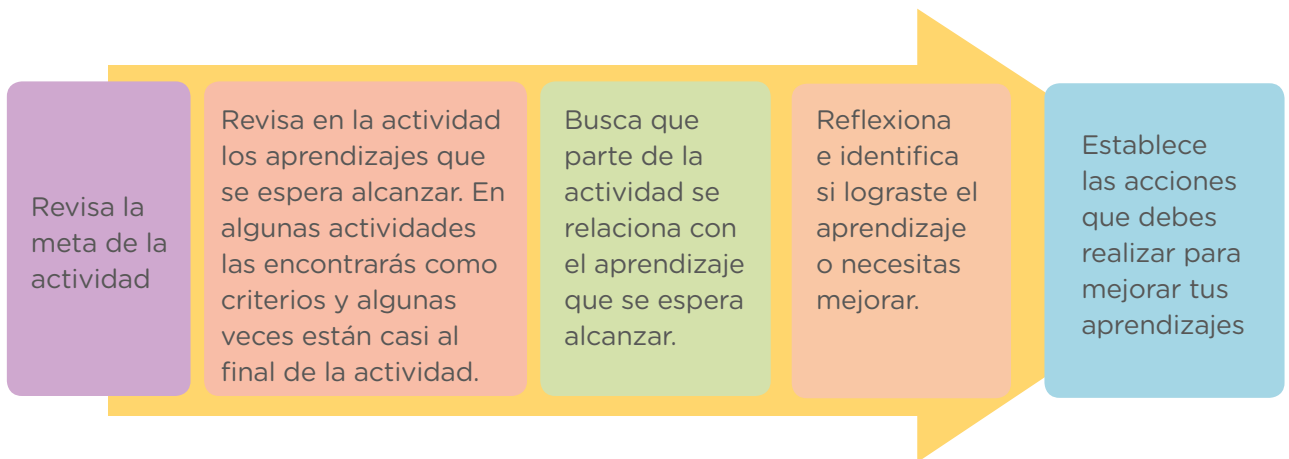 Revisa la
meta de la
actividad
Revisa en la actividad
los aprendizajes que
se espera alcanzar. En
algunas actividades
las encontrarás como
criterios y algunas
veces están casi al
final de la actividad.
Busca que
parte de la
actividad se
relaciona con
el aprendizaje
que se espera
alcanzar.
Reflexiona
e identifica
si lograste el
aprendizaje
o necesitas
mejorar.
Establece
las acciones
que debes
realizar para
mejorar tus
aprendizajes